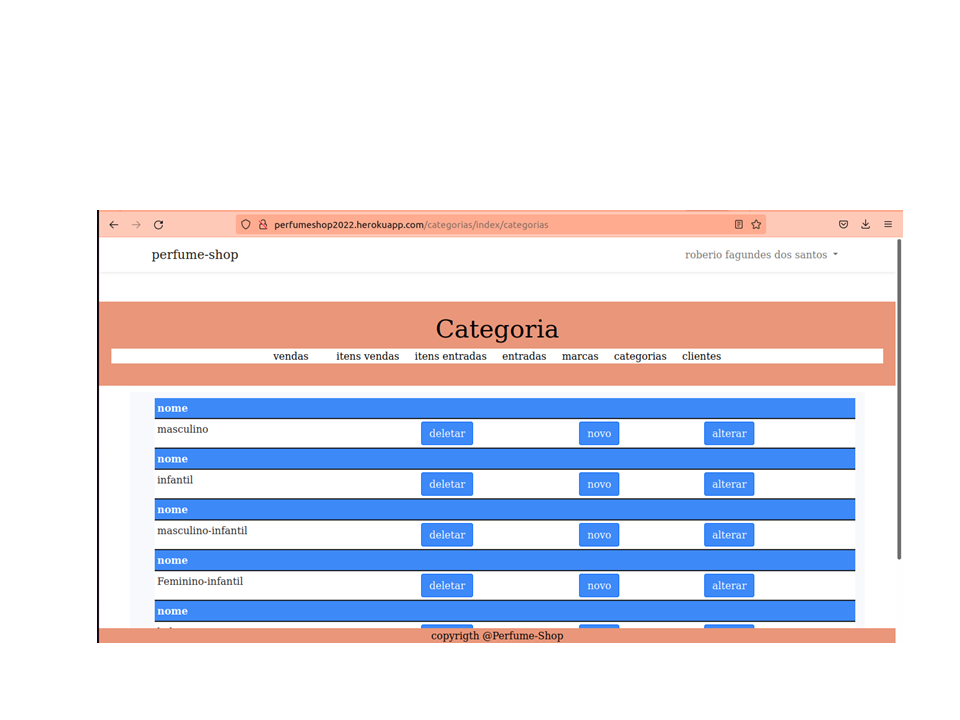 perfumeshop2022.herokuapp.com/categorias/index/categorias
perfume-shop roberio fagundes dos santos
Categoria
vendas itens vendas itens entradas entradas marcas categorias clientes
nome
masculino deletar novo alterar
nome
infantil deletar novo alterar
nome
masculino-infantil deletar novo alterar
nome
Feminino-infantil deletar novo alterar
nome
copyrigth @Perfume-Shop